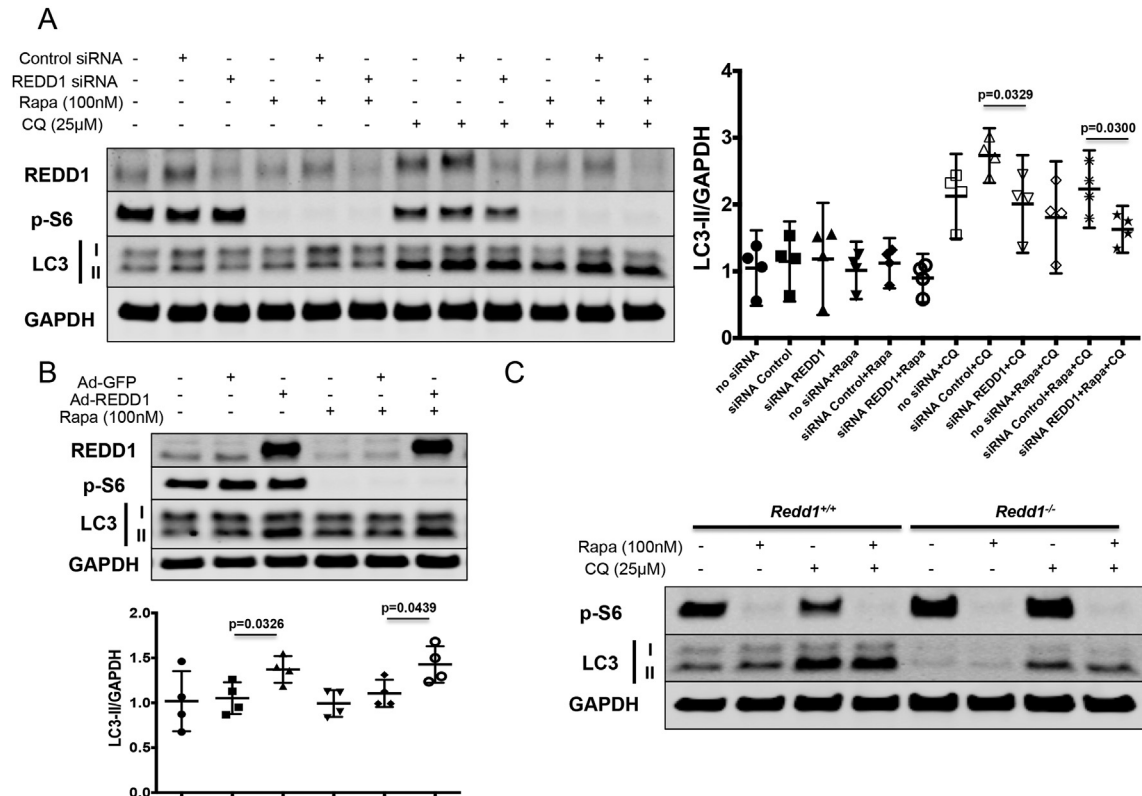 A
Control siRNA - + - - + - - + - - + -
REDD1 siRNA - - + - - + - - + - - +
Rapa (100nM) - - - + + + - - - + + +
CQ (25µM) - - - - - - + + + + + +
REDD1
p-S6
LC3 I
II
GAPDH
LC3-II/GAPDH
4
3
2
1
0
p=0.0329
p=0.0300
no siRNA
siRNA Control
siRNA REDD1
no siRNA+Rapa
siRNA Control+Rapa
siRNA REDD1+Rapa
no siRNA+CQ
siRNA Control+CQ
siRNA REDD1+CQ
no siRNA+Rapa+CQ
siRNA Control+Rapa+CQ
siRNA REDD1+Rapa+CQ
B
Ad-GFP - + - - + -
Ad-REDD1 - - + - - +
Rapa (100nM) - - - + + +
REDD1
p-S6
LC3 I
II
GAPDH
LC3-II/GAPDH
2.0
1.5
1.0
0.5
0.0
p=0.0326
p=0.0439
C
Redd1+/+ Redd1-/-
Rapa (100nM) - + - + - + - +
CQ (25µM) - - + + - - + +
p-S6
LC3 I
II
GAPDH